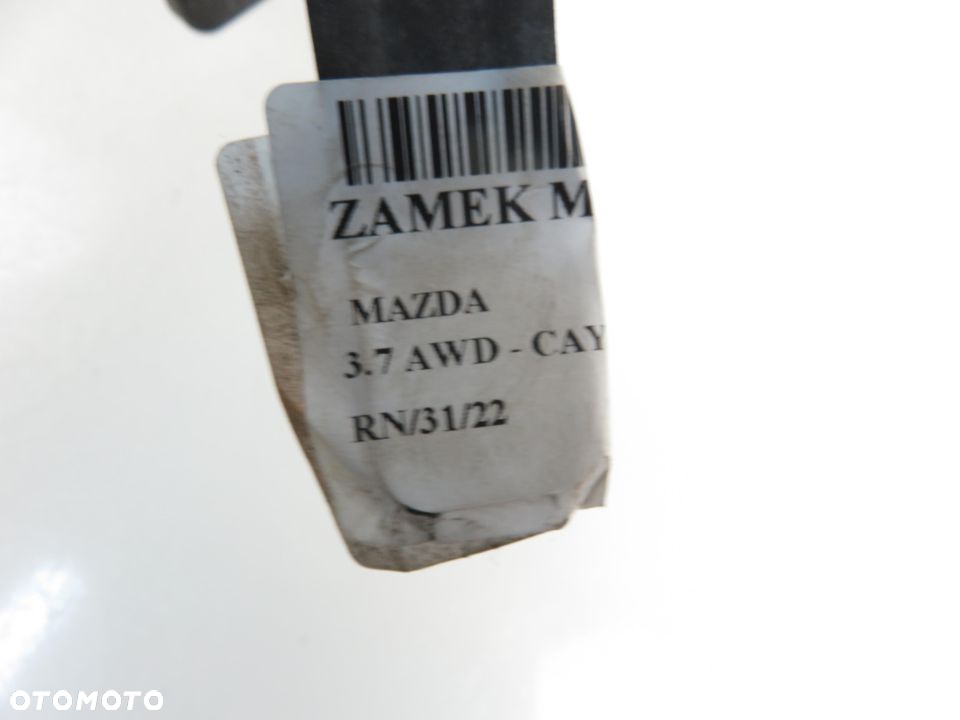 ZAMEK M
MAZDA
3.7 AWD - CAY
RN/31/22
OTOMOTO